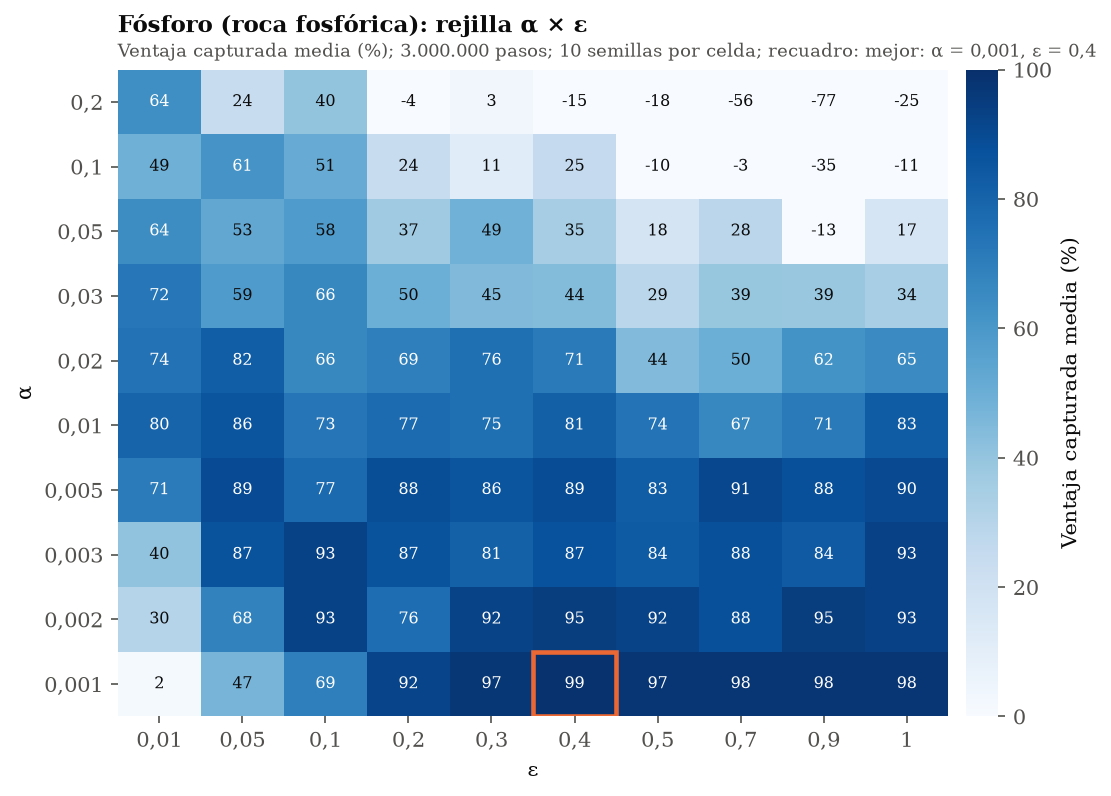 Fósforo (roca fosfórica): rejilla α × ε
Ventaja capturada media (%); 3.000.000 pasos; 10 semillas por celda; recuadro: mejor: α = 0,001, ε = 0,4
0,2 64 24 40 -4 3 -15 -18 -56 -77 -25
0,1 49 61 51 24 11 25 -10 -3 -35 -11
0,05 64 53 58 37 49 35 18 28 -13 17
0,03 72 59 66 50 45 44 29 39 39 34
0,02 74 82 66 69 76 71 44 50 62 65
0,01 80 86 73 77 75 81 74 67 71 83
0,005 71 89 77 88 86 89 83 91 88 90
0,003 40 87 93 87 81 87 84 88 84 93
0,002 30 68 93 76 92 95 92 88 95 93
0,001 2 47 69 92 97 99 97 98 98 98
0,01 0,05 0,1 0,2 0,3 0,4 0,5 0,7 0,9 1
ε
α
100
80
60
40
20
0
Ventaja capturada media (%)